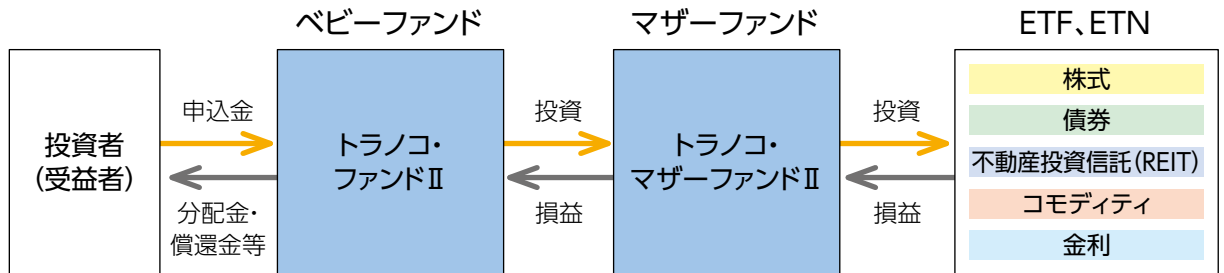 ベビーファンド
マザーファンド
ETF、ETN
投資者
(受益者)
申込金
分配金・
償還金等
トラノコ・
ファンドⅡ
投資
損益
トラノコ・
マザーファンドⅡ
投資
損益
株式
債券
不動産投資信託(REIT)
コモディティ
金利